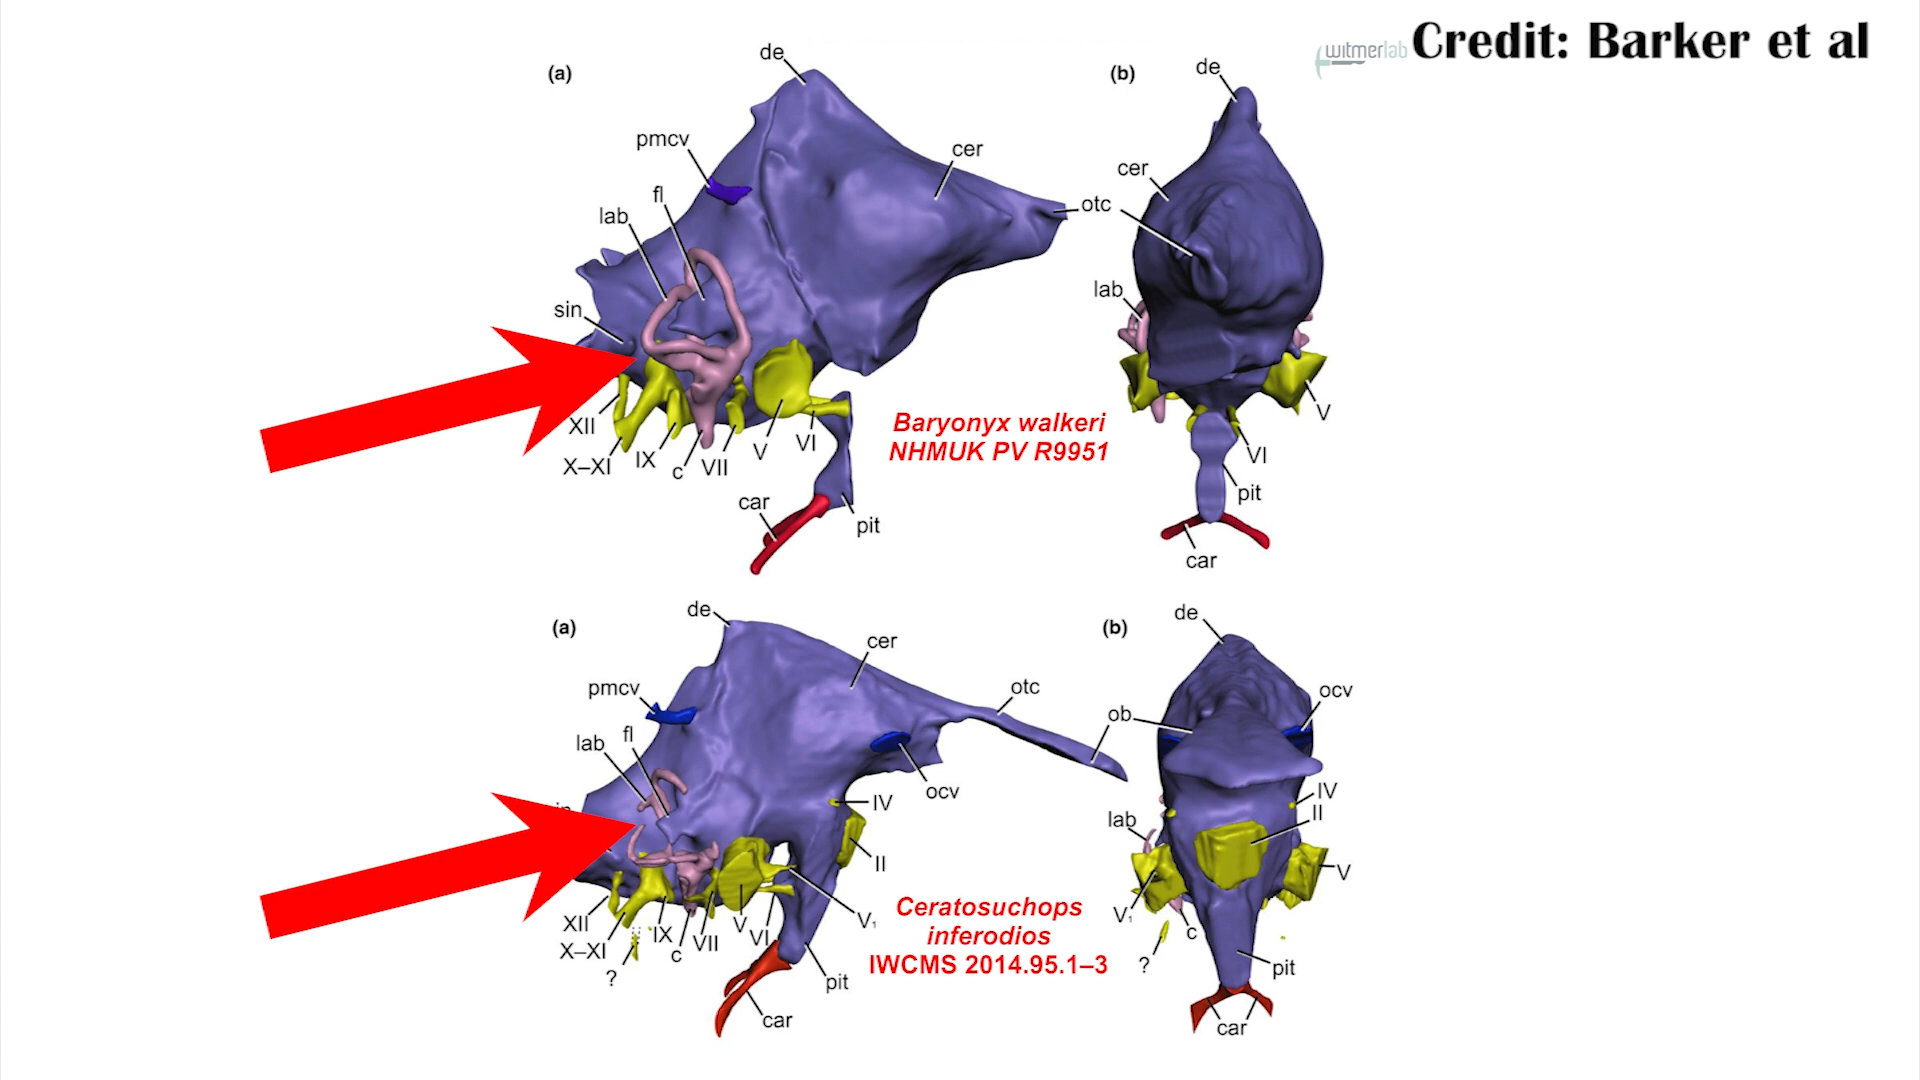 witmerlab
Credit: Barker et al
(a)
de
pmcv
fl
lab
sin
cer
otc
XII
X–XI
IX
c
VII
V
VI
car
pit
Baryonyx walkeri
NHMUK PV R9951
(b)
de
cer
lab
V
VI
pit
car
(a)
de
cer
pmcv
fl
lab
otc
ob
ocv
IV
II
XII
X–XI
?
IX
c
VII
V
VI
V₁
pit
car
Ceratosuchops
inferodios
IWCMS 2014.95.1–3
(b)
de
ocv
IV
II
lab
V
V₁
c
?
pit
car